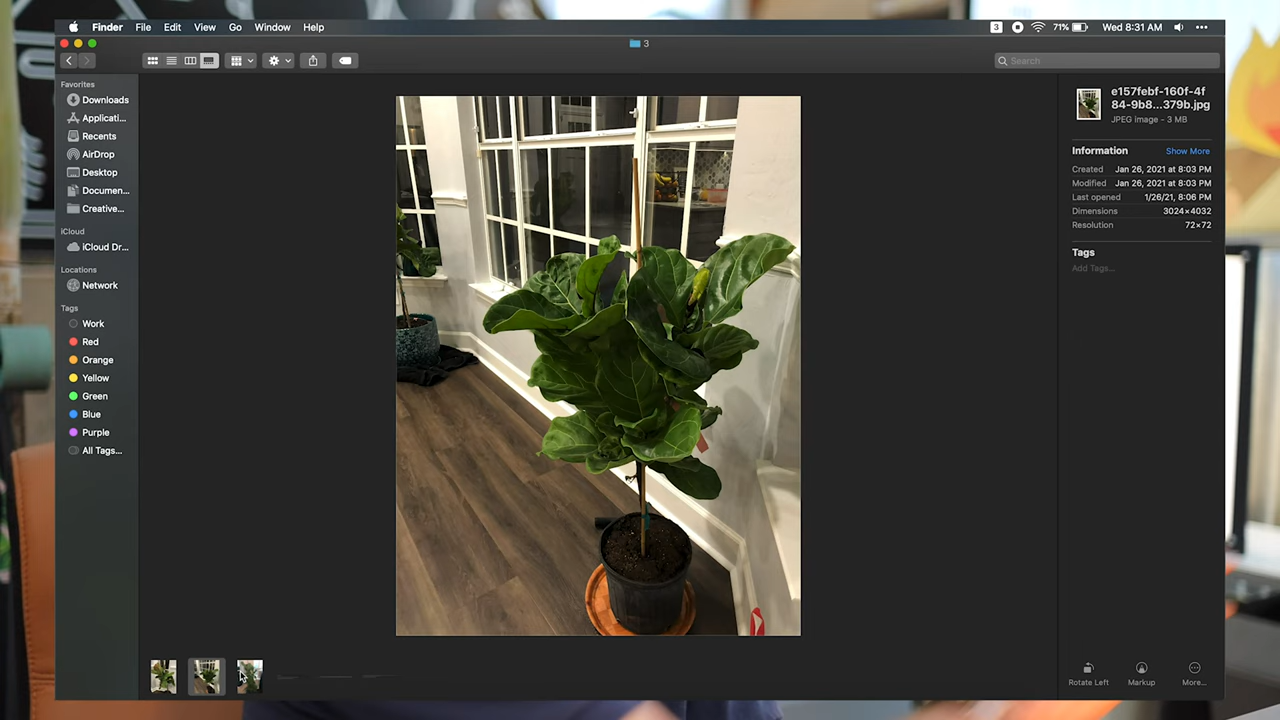 Finder File Edit View Go Window Help 3 71% Wed 8:31 AM
3
Search
Favorites
Downloads
Applicati...
Recents
AirDrop
Desktop
Documen...
Creative...
iCloud
iCloud Dr...
Locations
Network
Tags
Work
Red
Orange
Yellow
Green
Blue
Purple
All Tags...
e157febf-160f-4f
84-9b8...379b.jpg
JPEG image - 3 MB
Information Show More
Created Jan 26, 2021 at 8:03 PM
Modified Jan 26, 2021 at 8:03 PM
Last opened 1/26/21, 8:06 PM
Dimensions 3024×4032
Resolution 72×72
Tags
Add Tags...
Rotate Left Markup More...